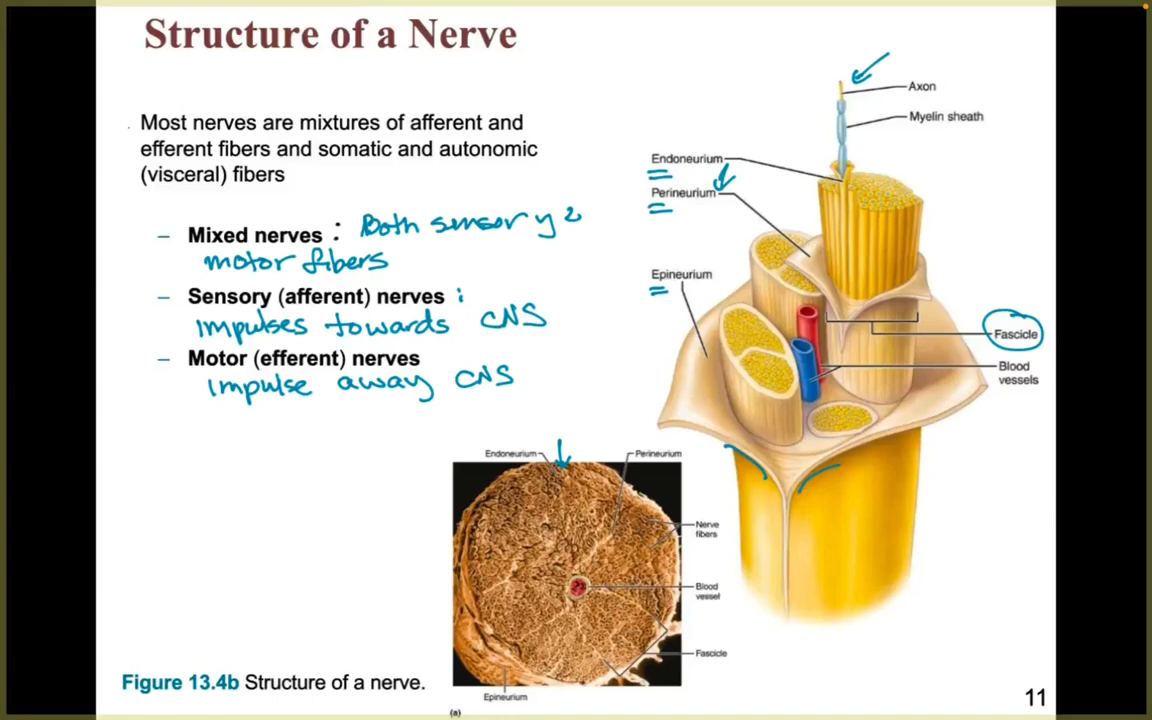 Structure of a Nerve
Most nerves are mixtures of afferent and
efferent fibers and somatic and autonomic
(visceral) fibers
– Mixed nerves : Both sensory &
motor fibers
– Sensory (afferent) nerves :
impulses towards CNS
– Motor (efferent) nerves
impulse away CNS
Axon
Myelin sheath
Endoneurium
Perineurium
Epineurium
Fascicle
Blood
vessels
Endoneurium
Perineurium
Nerve
fibers
Blood
vessel
Fascicle
Epineurium
(a)
Figure 13.4b Structure of a nerve.
11